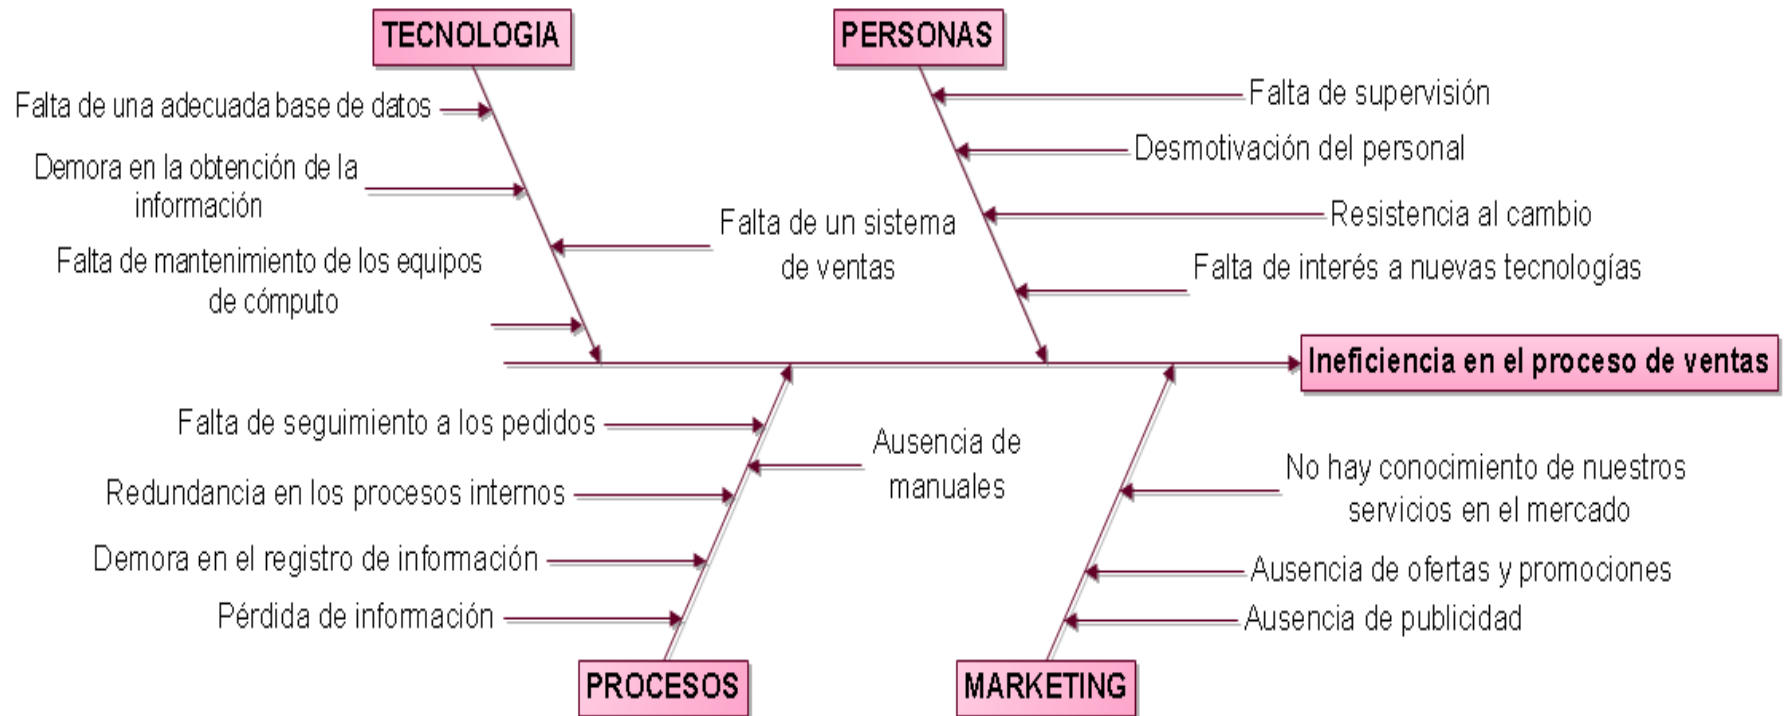 TECNOLOGIA
PERSONAS
Falta de una adecuada base de datos
Demora en la obtención de la
información
Falta de un sistema
de ventas
Falta de mantenimiento de los equipos
de cómputo
Falta de supervisión
Desmotivación del personal
Resistencia al cambio
Falta de interés a nuevas tecnologías
Ineficiencia en el proceso de ventas
Falta de seguimiento a los pedidos
Ausencia de
manuales
Redundancia en los procesos internos
Demora en el registro de información
Pérdida de información
No hay conocimiento de nuestros
servicios en el mercado
Ausencia de ofertas y promociones
Ausencia de publicidad
PROCESOS
MARKETING